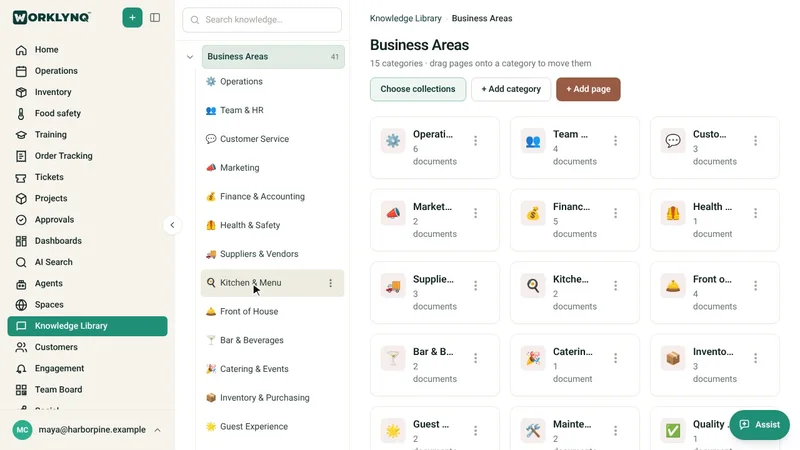 WORKLYNQ
+
Home
Operations
Inventory
Food safety
Training
Order Tracking
Tickets
Projects
Approvals
Dashboards
AI Search
Agents
Spaces
Knowledge Library
Customers
Engagement
Team Board
MC
maya@harborpine.example
Search knowledge...
Business Areas 41
Operations
Team & HR
Customer Service
Marketing
Finance & Accounting
Health & Safety
Suppliers & Vendors
Kitchen & Menu
Front of House
Bar & Beverages
Catering & Events
Inventory & Purchasing
Guest Experience
Knowledge Library · Business Areas
Business Areas
15 categories · drag pages onto a category to move them
Choose collections
+ Add category
+ Add page
Operati...
6
documents
Team ...
4
documents
Custo...
3
documents
Market...
2
documents
Financ...
5
documents
Health ...
1
document
Supplie...
3
documents
Kitche...
2
documents
Front o...
4
documents
Bar & B...
2
documents
Caterin...
1
document
Invento...
3
documents
Guest ...
2
documents
Mainte...
2
documents
Quality
1
Assist